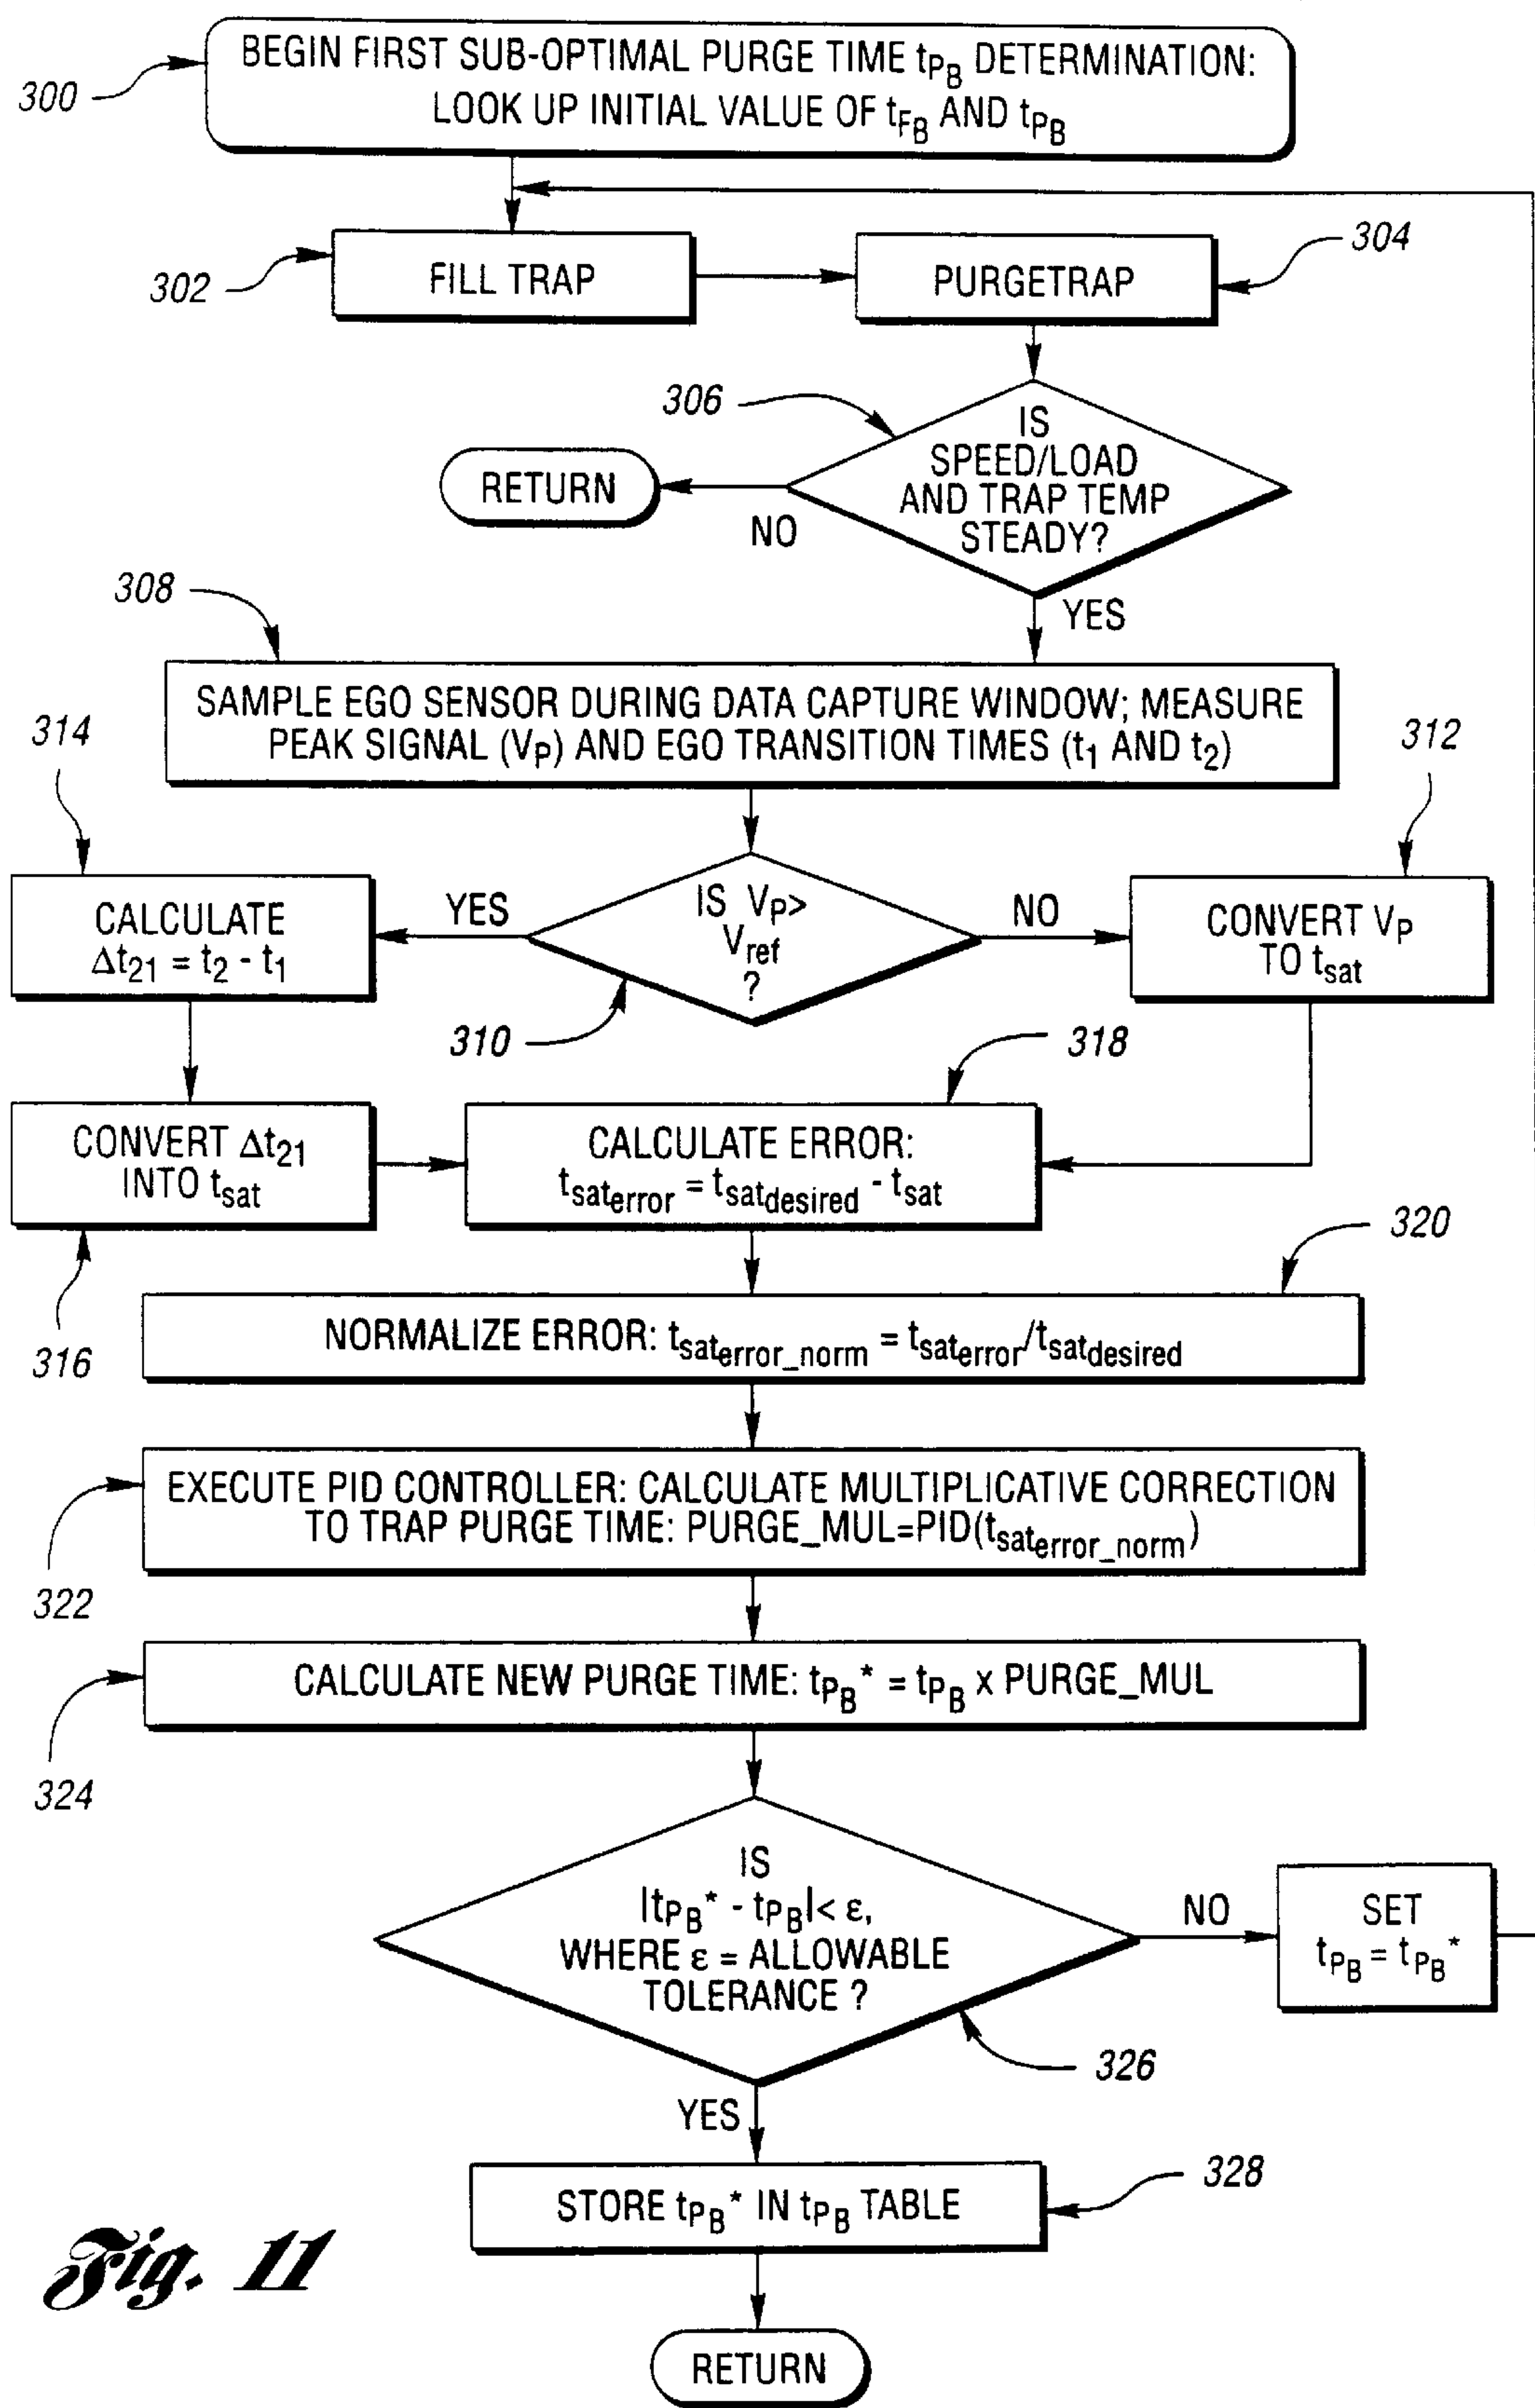 BEGIN FIRST SUB-OPTIMAL PURGE TIME tPB DETERMINATION:
LOOK UP INITIAL VALUE OF tFB AND tPB
300
302
FILL TRAP
PURGETRAP
304
306
IS
SPEED/LOAD
AND TRAP TEMP
STEADY?
RETURN
NO
YES
308
SAMPLE EGO SENSOR DURING DATA CAPTURE WINDOW; MEASURE
PEAK SIGNAL (VP) AND EGO TRANSITION TIMES (t1 AND t2)
314
312
CALCULATE
Δt21 = t2 - t1
YES
IS VP>
Vref
?
NO
CONVERT VP
TO tsat
310
318
CONVERT Δt21
INTO tsat
CALCULATE ERROR:
tsaterror = tsatdesired - tsat
316
320
NORMALIZE ERROR: tsaterror_norm = tsaterror/tsatdesired
EXECUTE PID CONTROLLER: CALCULATE MULTIPLICATIVE CORRECTION
TO TRAP PURGE TIME: PURGE_MUL=PID(tsaterror_norm)
322
CALCULATE NEW PURGE TIME: tPB* = tPB x PURGE_MUL
324
IS
|tPB* - tPB|< ε,
WHERE ε = ALLOWABLE
TOLERANCE ?
NO
SET
tPB = tPB*
326
YES
STORE tPB* IN tPB TABLE
328
RETURN
Fig. 11